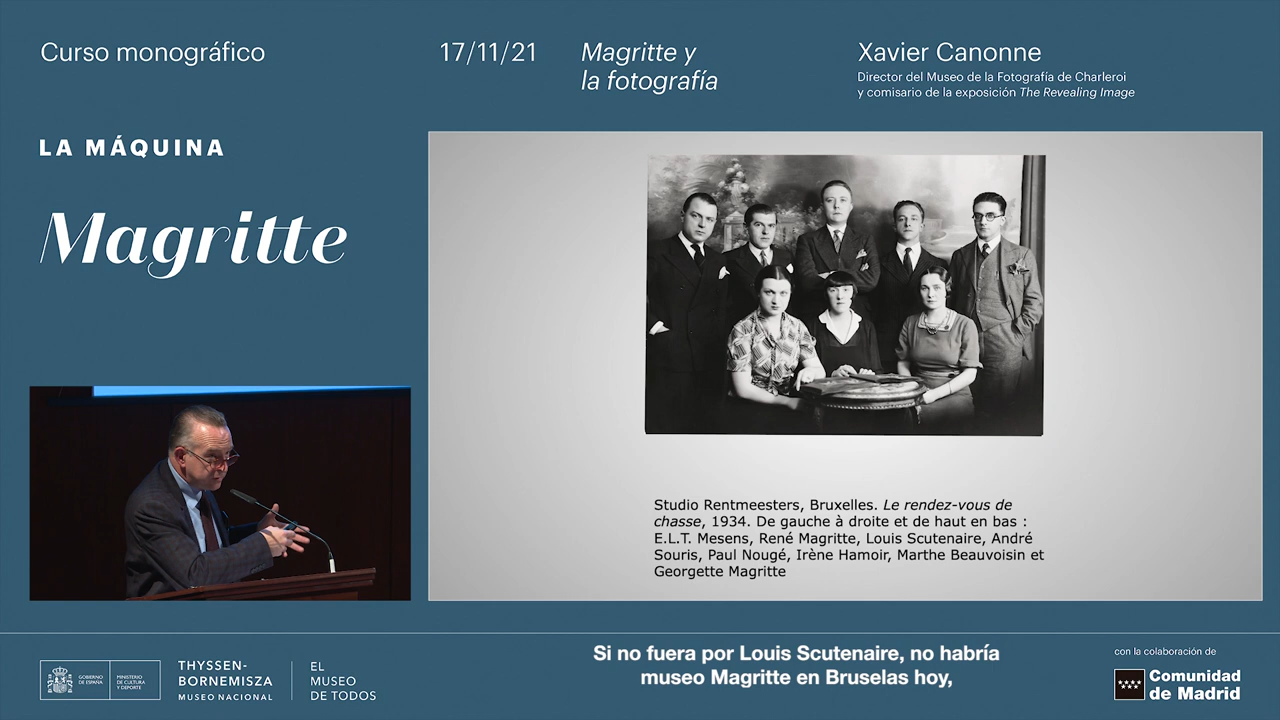 Curso monográfico
17/11/21
Magritte y
la fotografía
Xavier Canonne
Director del Museo de la Fotografía de Charleroi
y comisario de la exposición The Revealing Image
LA MÁQUINA
Magritte
Studio Rentmeesters, Bruxelles. Le rendez-vous de
chasse, 1934. De gauche à droite et de haut en bas :
E.L.T. Mesens, René Magritte, Louis Scutenaire, André
Souris, Paul Nougé, Irène Hamoir, Marthe Beauvoisin et
Georgette Magritte
Si no fuera por Louis Scutenaire, no habría
museo Magritte en Bruselas hoy,
GOBIERNO
DE ESPAÑA
MINISTERIO
DE CULTURA
Y DEPORTE
THYSSEN-
BORNEMISZA
MUSEO NACIONAL
EL
MUSEO
DE TODOS
con la colaboración de
Comunidad
de Madrid